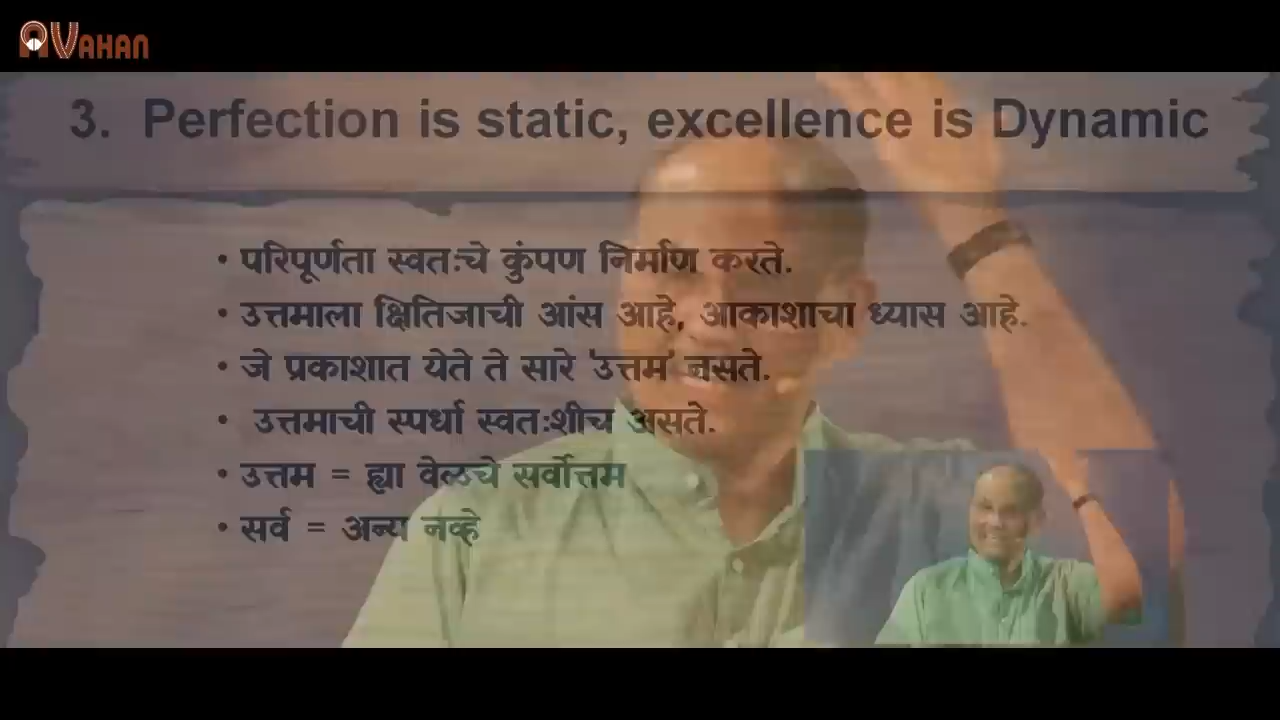 AVAHAN
3. Perfection is static, excellence is Dynamic
• परिपूर्णता स्वतःचे कुंपण निर्माण करते.
• उत्तमाला क्षितिजाची आंस आहे, आकाशाचा ध्यास आहे.
• जे प्रकाशात येते ते सारे 'उत्तम' नसते.
• उत्तमाची स्पर्धा स्वतःशीच असते.
• उत्तम = ह्या वेळचे सर्वोत्तम
• सर्व = अन्य नव्हे